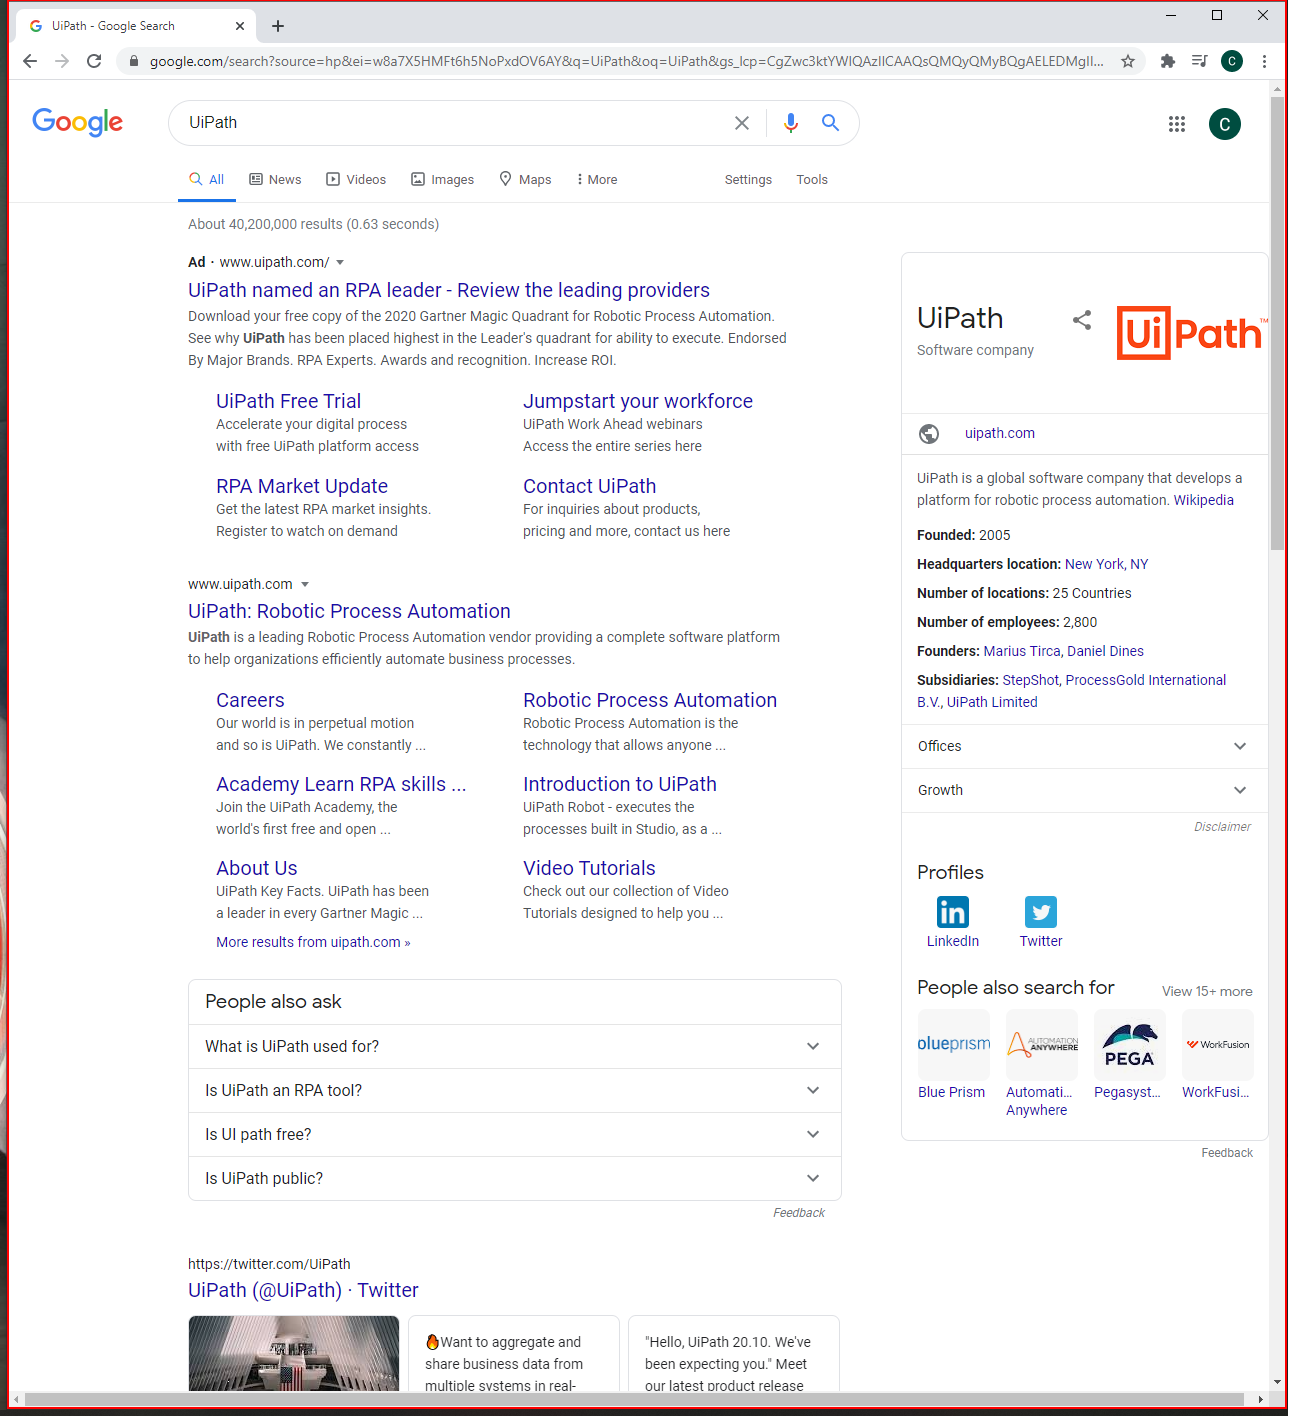 UiPath - Google Search
google.com/search?source=hp&ei=w8a7X5HMFt6h5NoPxdOV6AY&q=UiPath&oq=UiPath&gs_lcp=CgZwc3ktYWIQAzIICAAQsQMQyQMyBQgAELEDMgII...
C
Google
UiPath
C
All
News
Videos
Images
Maps
More
Settings
Tools
About 40,200,000 results (0.63 seconds)
Ad · www.uipath.com/
UiPath named an RPA leader - Review the leading providers
Download your free copy of the 2020 Gartner Magic Quadrant for Robotic Process Automation.
See why UiPath has been placed highest in the Leader's quadrant for ability to execute. Endorsed
By Major Brands. RPA Experts. Awards and recognition. Increase ROI.
UiPath Free Trial
Accelerate your digital process
with free UiPath platform access
Jumpstart your workforce
UiPath Work Ahead webinars
Access the entire series here
RPA Market Update
Get the latest RPA market insights.
Register to watch on demand
Contact UiPath
For inquiries about products,
pricing and more, contact us here
www.uipath.com
UiPath: Robotic Process Automation
UiPath is a leading Robotic Process Automation vendor providing a complete software platform
to help organizations efficiently automate business processes.
Careers
Our world is in perpetual motion
and so is UiPath. We constantly ...
Robotic Process Automation
Robotic Process Automation is the
technology that allows anyone ...
Academy Learn RPA skills ...
Join the UiPath Academy, the
world's first free and open ...
Introduction to UiPath
UiPath Robot - executes the
processes built in Studio, as a ...
About Us
UiPath Key Facts. UiPath has been
a leader in every Gartner Magic ...
Video Tutorials
Check out our collection of Video
Tutorials designed to help you ...
More results from uipath.com »
People also ask
What is UiPath used for?
Is UiPath an RPA tool?
Is UI path free?
Is UiPath public?
Feedback
https://twitter.com/UiPath
UiPath (@UiPath) · Twitter
🔥Want to aggregate and
share business data from
multiple systems in real-
"Hello, UiPath 20.10. We've
been expecting you." Meet
our latest product release
UiPath
Software company
UiPath™
uipath.com
UiPath is a global software company that develops a
platform for robotic process automation. Wikipedia
Founded: 2005
Headquarters location: New York, NY
Number of locations: 25 Countries
Number of employees: 2,800
Founders: Marius Tirca, Daniel Dines
Subsidiaries: StepShot, ProcessGold International
B.V., UiPath Limited
Offices
Growth
Disclaimer
Profiles
in
LinkedIn
Twitter
People also search for
View 15+ more
blueprism
AUTOMATION
ANYWHERE
PEGA
WorkFusion
Blue Prism
Automati...
Anywhere
Pegasyst...
WorkFusi...
Feedback